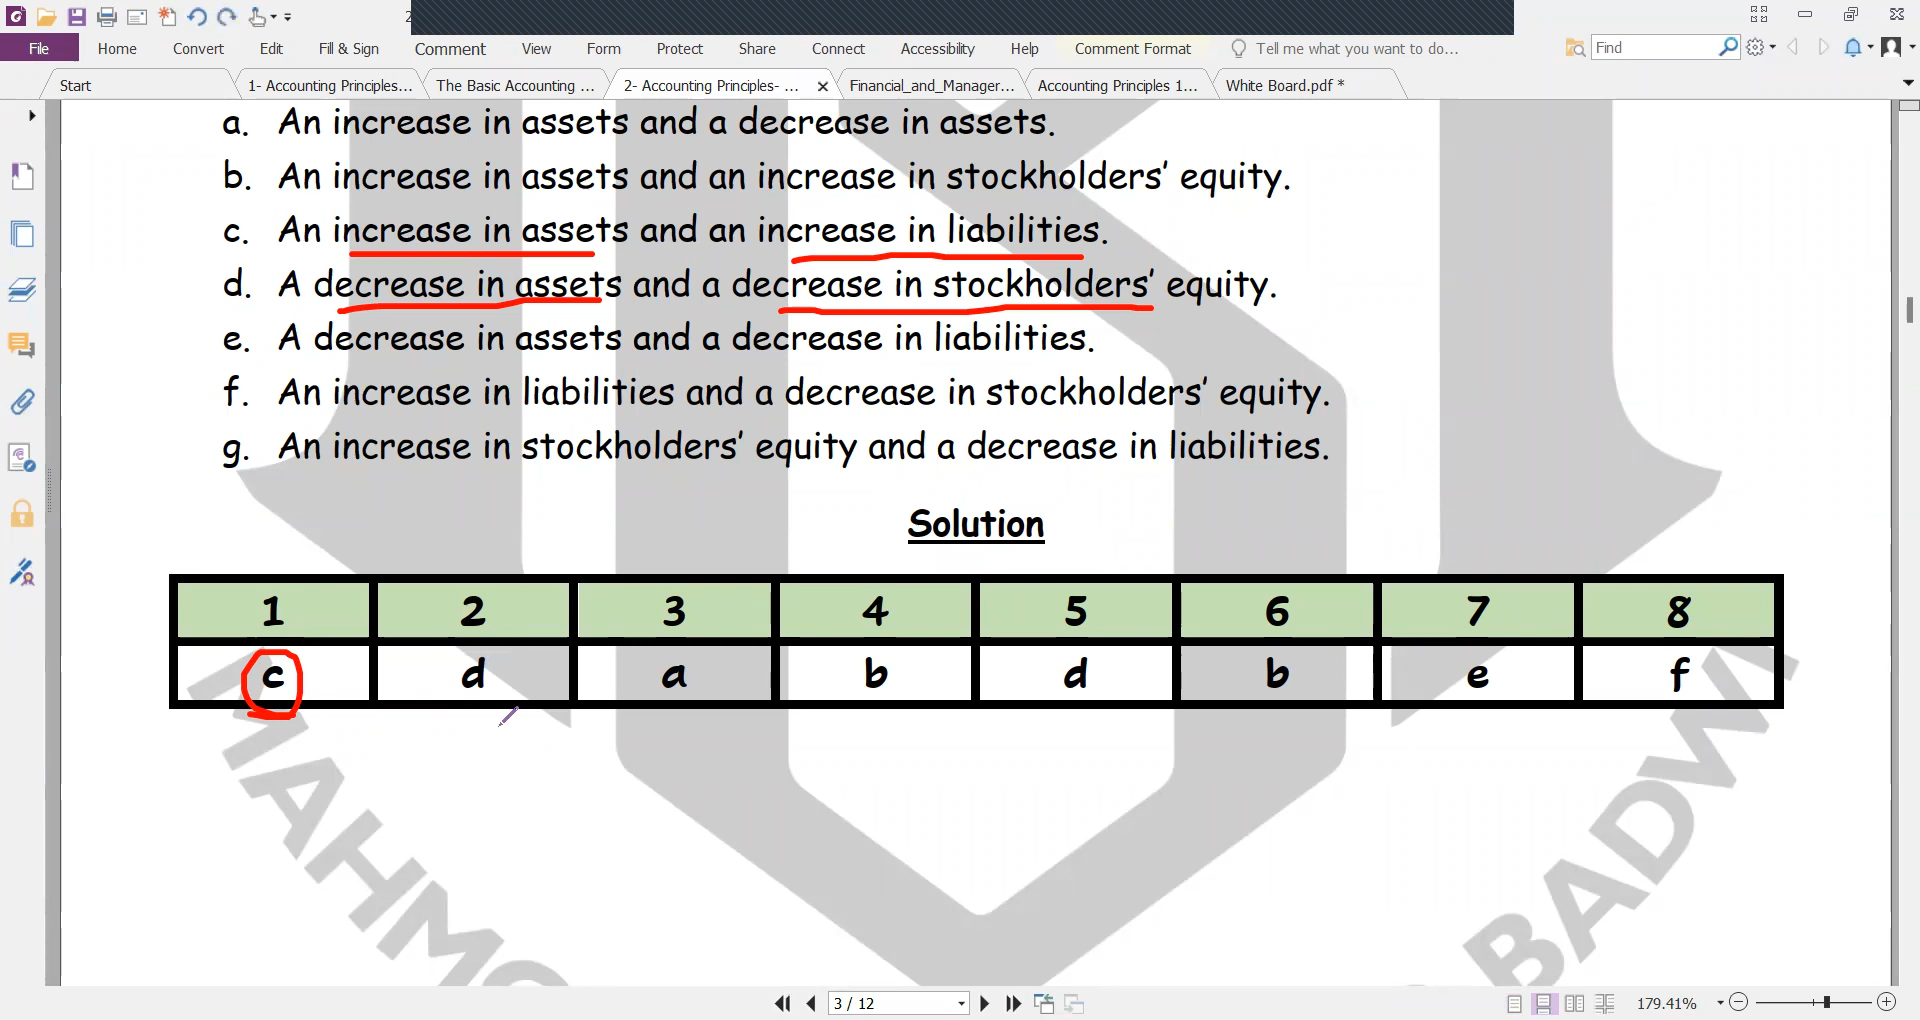 2
File Home Convert Edit Fill & Sign Comment View Form Protect Share Connect Accessibility Help Comment Format Tell me what you want to do... Find
Start 1- Accounting Principles... The Basic Accounting ... 2- Accounting Principles- ... Financial_and_Manager... Accounting Principles 1... White Board.pdf *
a. An increase in assets and a decrease in assets.
b. An increase in assets and an increase in stockholders’ equity.
c. An increase in assets and an increase in liabilities.
d. A decrease in assets and a decrease in stockholders’ equity.
e. A decrease in assets and a decrease in liabilities.
f. An increase in liabilities and a decrease in stockholders’ equity.
g. An increase in stockholders’ equity and a decrease in liabilities.
Solution
1 2 3 4 5 6 7 8
c d a b d b e f
BADWI
3 / 12 179.41%